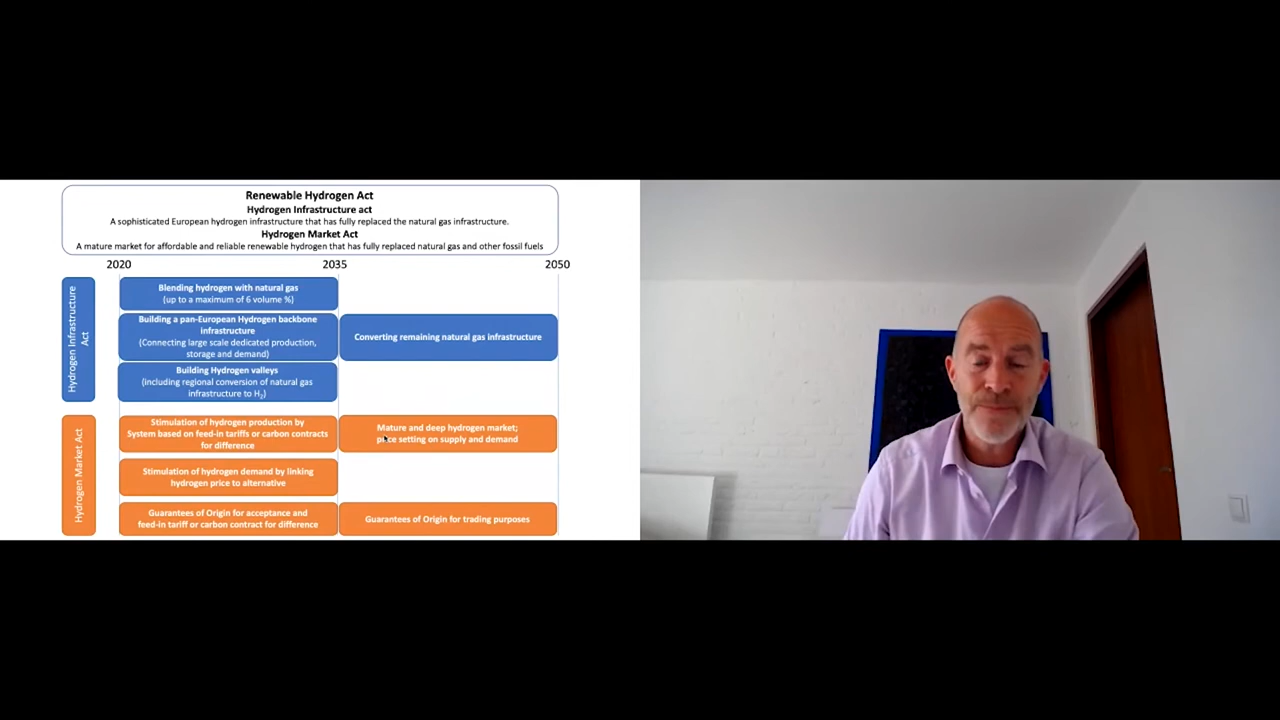 Renewable Hydrogen Act
Hydrogen Infrastructure act
A sophisticated European hydrogen infrastructure that has fully replaced the natural gas infrastructure.
Hydrogen Market Act
A mature market for affordable and reliable renewable hydrogen that has fully replaced natural gas and other fossil fuels
2020
2035
2050
Hydrogen Infrastructure
Act
Blending hydrogen with natural gas
(up to a maximum of 6 volume %)
Building a pan-European Hydrogen backbone
infrastructure
(Connecting large scale dedicated production,
storage and demand)
Converting remaining natural gas infrastructure
Building Hydrogen valleys
(including regional conversion of natural gas
infrastructure to H₂)
Hydrogen Market Act
Stimulation of hydrogen production by
System based on feed-in tariffs or carbon contracts
for difference
Mature and deep hydrogen market;
price setting on supply and demand
Stimulation of hydrogen demand by linking
hydrogen price to alternative
Guarantees of Origin for acceptance and
feed-in tariff or carbon contract for difference
Guarantees of Origin for trading purposes